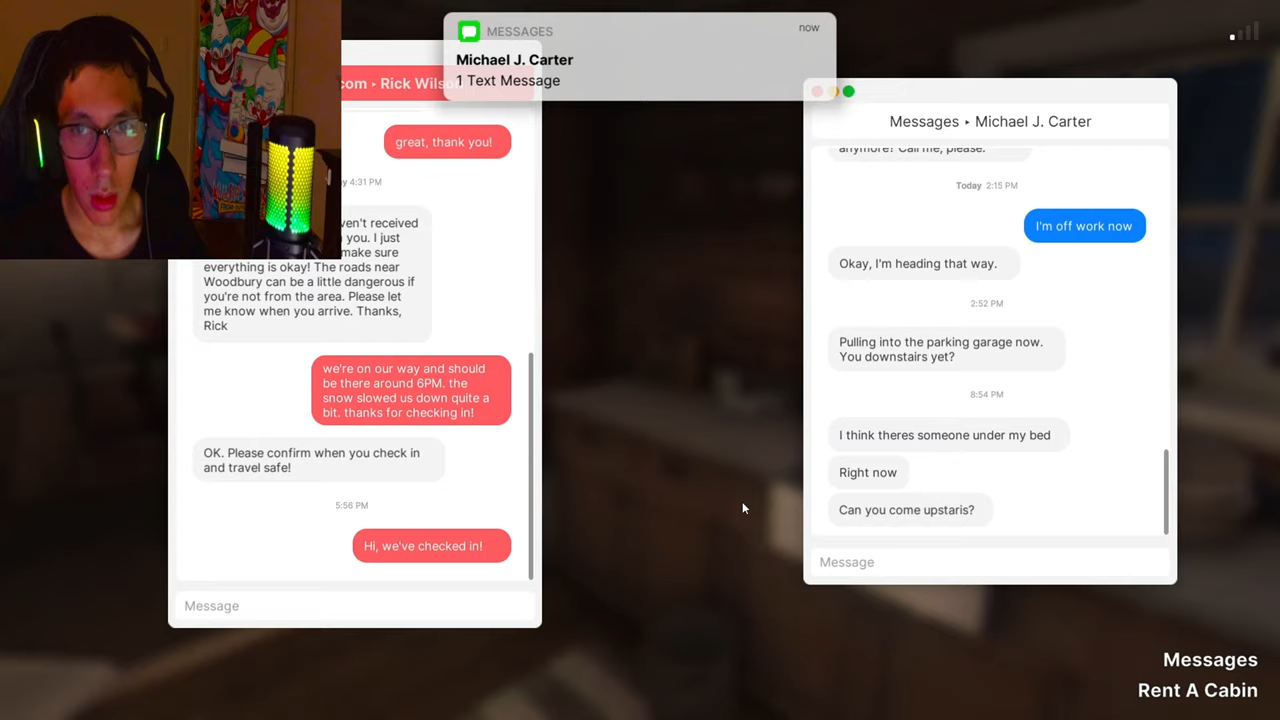 MESSAGES
now
Michael J. Carter
1 Text Message
com ▸ Rick Wils
great, thank you!
4:31 PM
ven't received
you. I just
make sure
everything is okay! The roads near
Woodbury can be a little dangerous if
you're not from the area. Please let
me know when you arrive. Thanks,
Rick
we're on our way and should
be there around 6PM. the
snow slowed us down quite a
bit. thanks for checking in!
OK. Please confirm when you check in
and travel safe!
5:56 PM
Hi, we've checked in!
Message
Messages ▸ Michael J. Carter
anymore? Call me, please.
Today 2:15 PM
I'm off work now
Okay, I'm heading that way.
2:52 PM
Pulling into the parking garage now.
You downstairs yet?
8:54 PM
I think theres someone under my bed
Right now
Can you come upstaris?
Message
Messages
Rent A Cabin